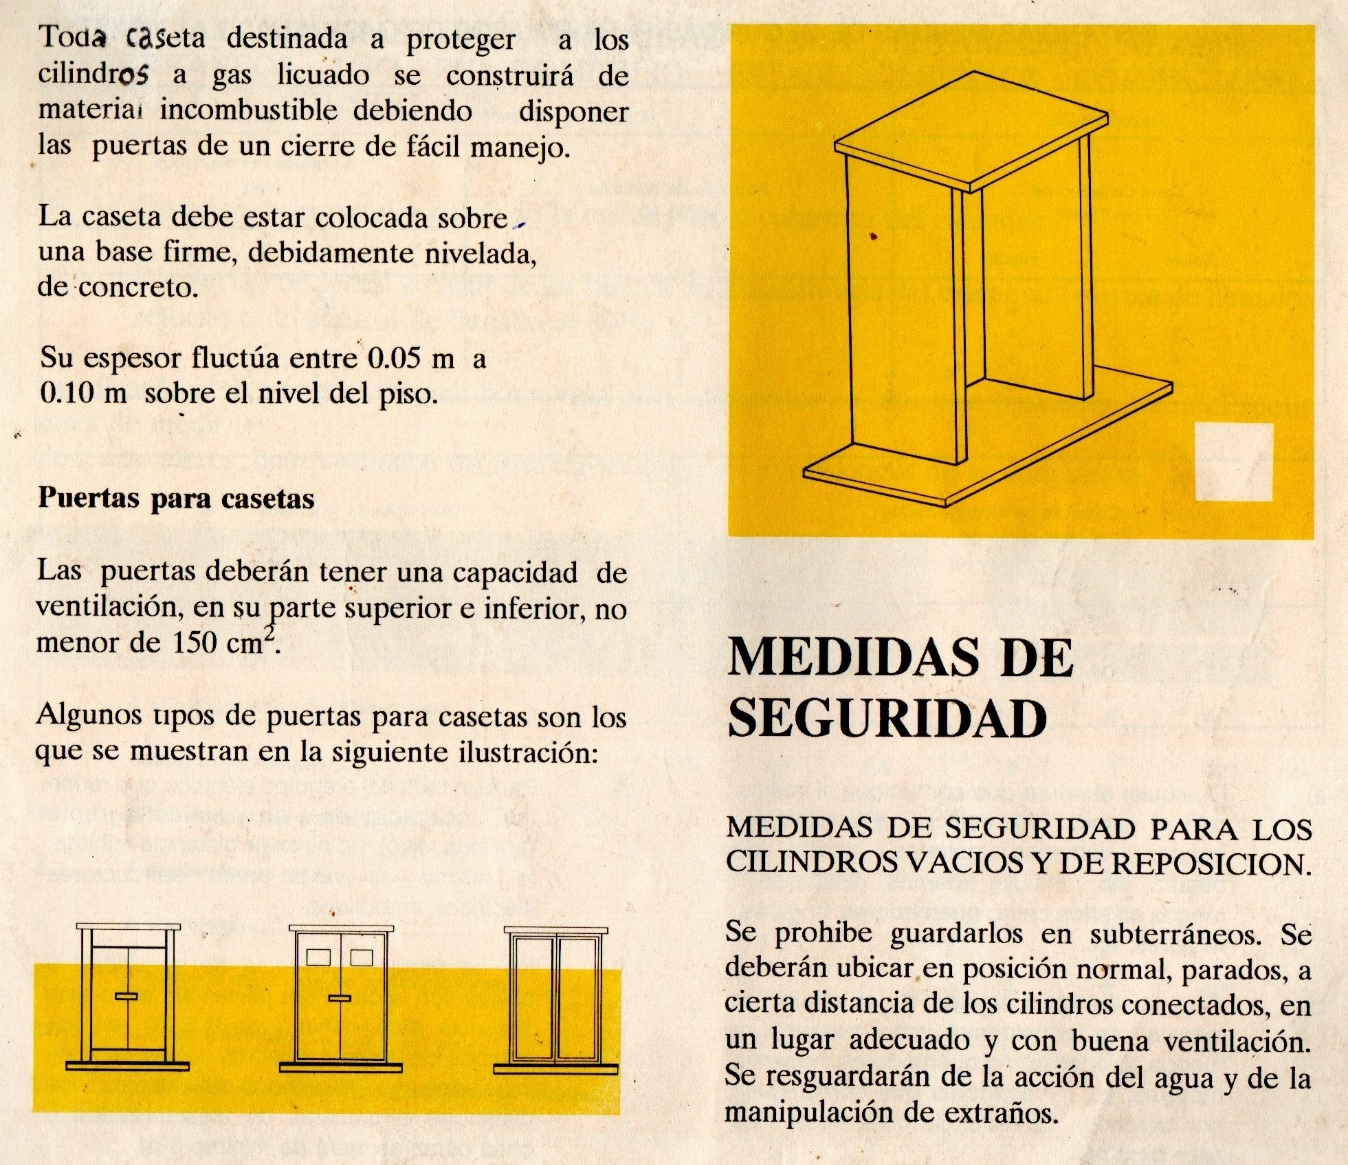 Toda caseta destinada a proteger a los
cilindros a gas licuado se construirá de
material incombustible debiendo disponer
las puertas de un cierre de fácil manejo.
La caseta debe estar colocada sobre
una base firme, debidamente nivelada,
de concreto.
Su espesor fluctúa entre 0.05 m a
0.10 m sobre el nivel del piso.
Puertas para casetas
Las puertas deberán tener una capacidad de
ventilación, en su parte superior e inferior, no
menor de 150 cm².
Algunos tipos de puertas para casetas son los
que se muestran en la siguiente ilustración:
MEDIDAS DE
SEGURIDAD
MEDIDAS DE SEGURIDAD PARA LOS
CILINDROS VACIOS Y DE REPOSICION.
Se prohibe guardarlos en subterráneos. Se
deberán ubicar en posición normal, parados, a
cierta distancia de los cilindros conectados, en
un lugar adecuado y con buena ventilación.
Se resguardarán de la acción del agua y de la
manipulación de extraños.